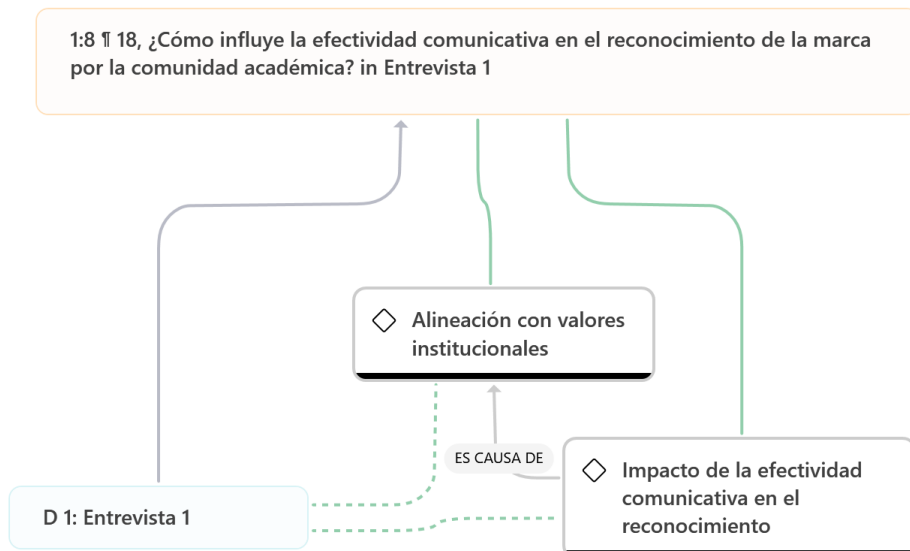 1:8 ¶ 18, ¿Cómo influye la efectividad comunicativa en el reconocimiento de la marca
por la comunidad académica? in Entrevista 1
Alineación con valores
institucionales
ES CAUSA DE
Impacto de la efectividad
comunicativa en el
reconocimiento
D 1: Entrevista 1